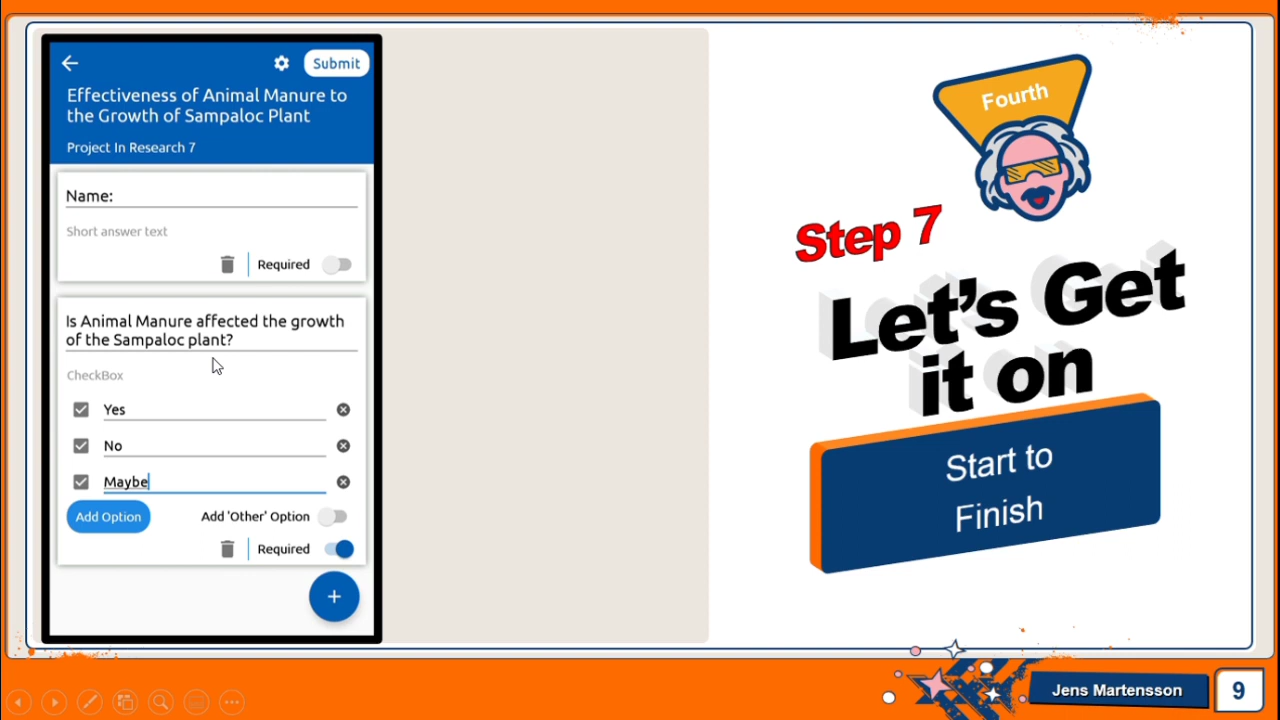 Submit
Effectiveness of Animal Manure to
the Growth of Sampaloc Plant
Project In Research 7
Name:
Short answer text
Required
Is Animal Manure affected the growth
of the Sampaloc plant?
CheckBox
Yes
No
Maybe
Add Option
Add 'Other' Option
Required
+
Fourth
Step 7
Let's Get
it on
Start to
Finish
Jens Martensson
9